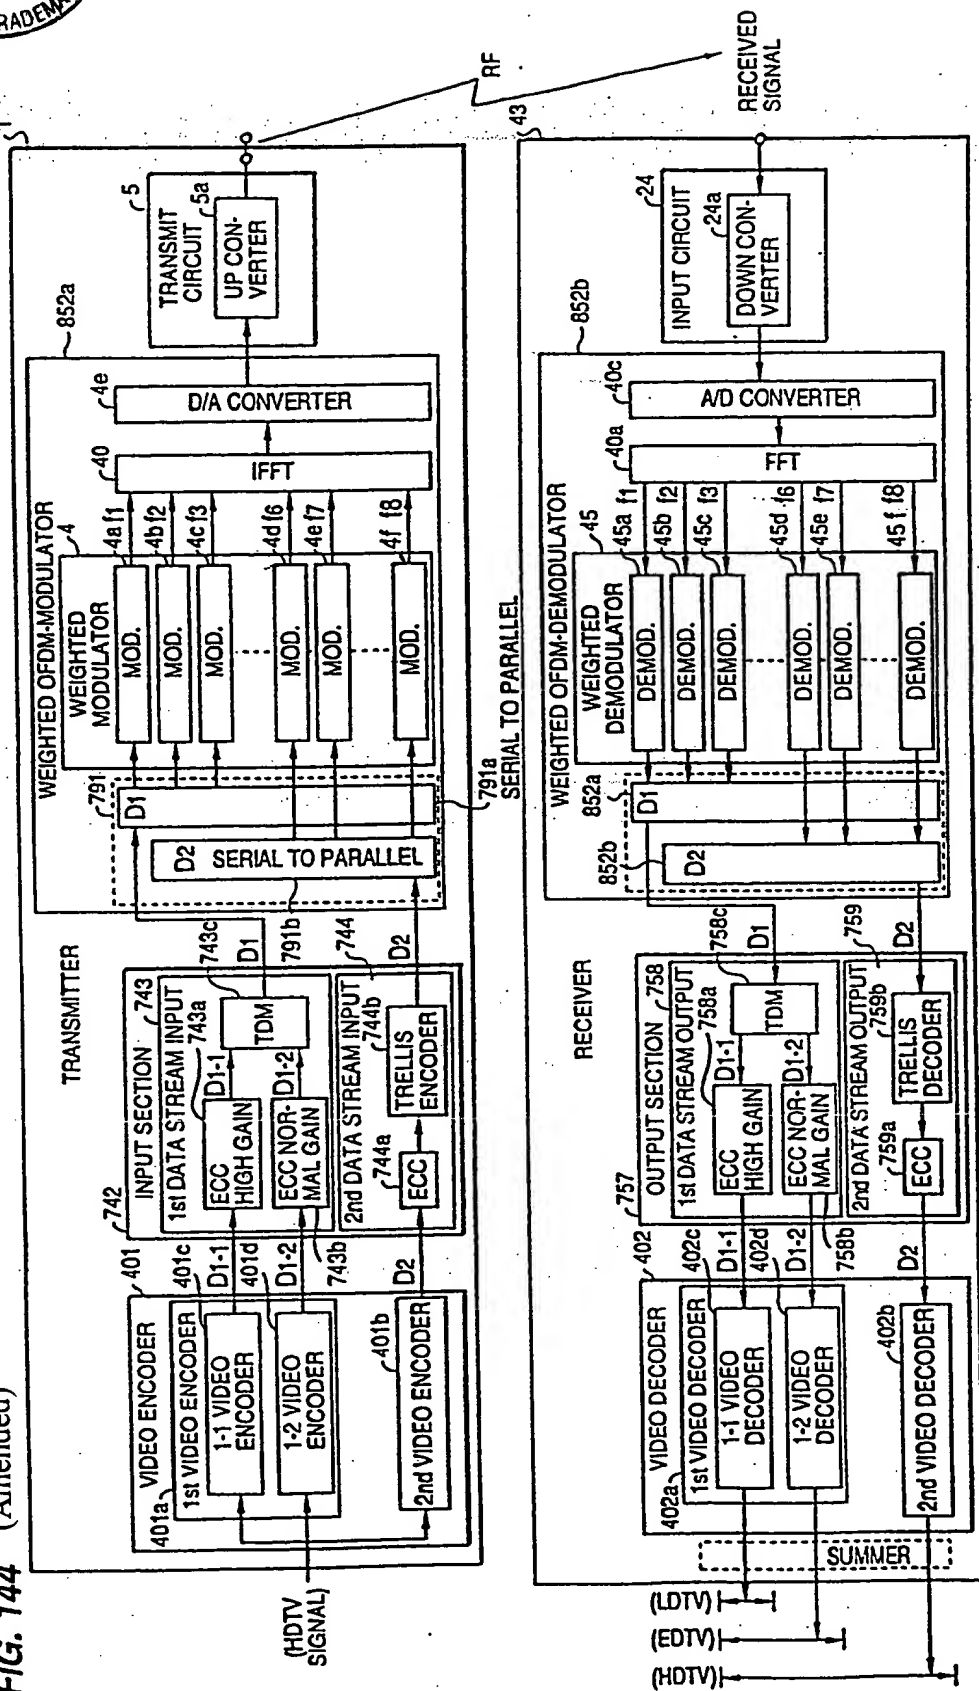 FIG. 144 (Amended)
TRADEMA
1
TRANSMITTER
(HDTV
SIGNAL)
VIDEO ENCODER
401
401a
1st VIDEO ENCODER
401c
1-1 VIDEO
ENCODER
401d
1-2 VIDEO
ENCODER
401b
2nd VIDEO ENCODER
D1-1
D1-2
D2
742
INPUT SECTION
743
1st DATA STREAM INPUT
743a
ECC
HIGH GAIN
D1-1
743c
TDM
D1
ECC NOR-
MAL GAIN
D1-2
743b
744
2nd DATA STREAM INPUT
744a
ECC
744b
TRELLIS
ENCODER
D2
WEIGHTED OFDM-MODULATOR
852a
791
D1
D2 SERIAL TO PARALLEL
791b
791a
SERIAL TO PARALLEL
WEIGHTED
MODULATOR
4
MOD.
4a f1
MOD.
4b f2
MOD.
4c f3
MOD.
4d f6
MOD.
4e f7
MOD.
4f f8
40
IFFT
4e
D/A CONVERTER
TRANSMIT
CIRCUIT
5
5a
UP CON-
VERTER
RF
RECEIVED
SIGNAL
43
RECEIVER
INPUT CIRCUIT
24
24a
DOWN CON-
VERTER
WEIGHTED OFDM-DEMODULATOR
852b
40c
A/D CONVERTER
40a
FFT
WEIGHTED
DEMODULATOR
45
DEMOD.
45a f1
DEMOD.
45b f2
DEMOD.
45c f3
DEMOD.
45d f6
DEMOD.
45e f7
DEMOD.
45f f8
852a
D1
852b
D2
757
OUTPUT SECTION
758
1st DATA STREAM OUTPUT
758a
ECC
HIGH GAIN
D1-1
758c
TDM
D1
ECC NOR-
MAL GAIN
D1-2
758b
759
2nd DATA STREAM OUTPUT
759a
ECC
759b
TRELLIS
DECODER
D2
VIDEO DECODER
402
402a
1st VIDEO DECODER
402c
1-1 VIDEO
DECODER
D1-1
402d
1-2 VIDEO
DECODER
D1-2
402b
2nd VIDEO DECODER
D2
SUMMER
(LDTV)
(EDTV)
(HDTV)